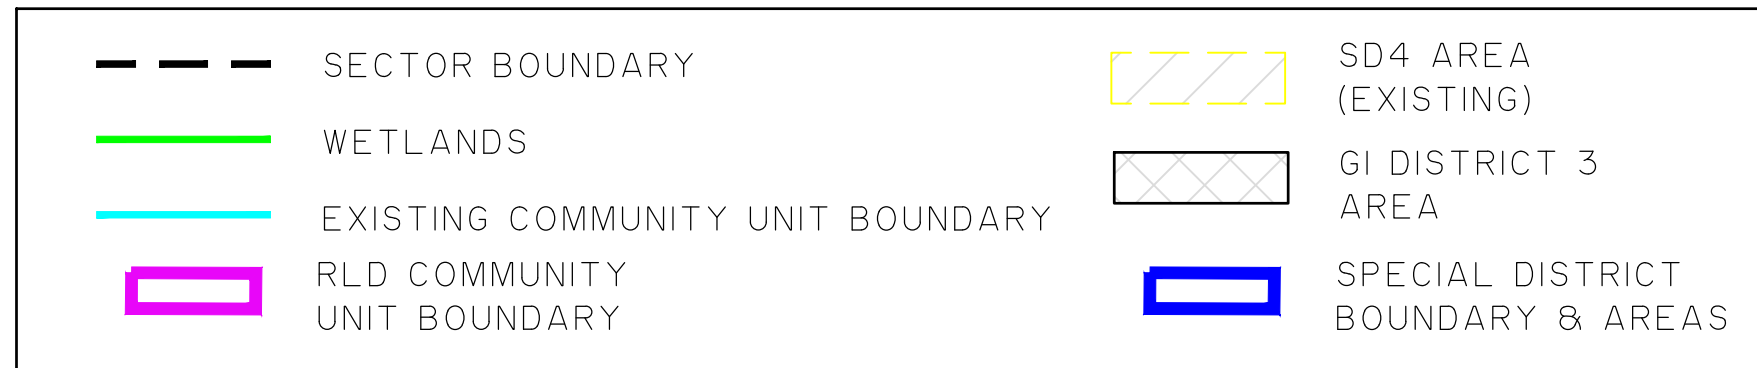 SECTOR BOUNDARY
WETLANDS
EXISTING COMMUNITY UNIT BOUNDARY
RLD COMMUNITY
UNIT BOUNDARY
SD4 AREA
(EXISTING)
GI DISTRICT 3
AREA
SPECIAL DISTRICT
BOUNDARY & AREAS